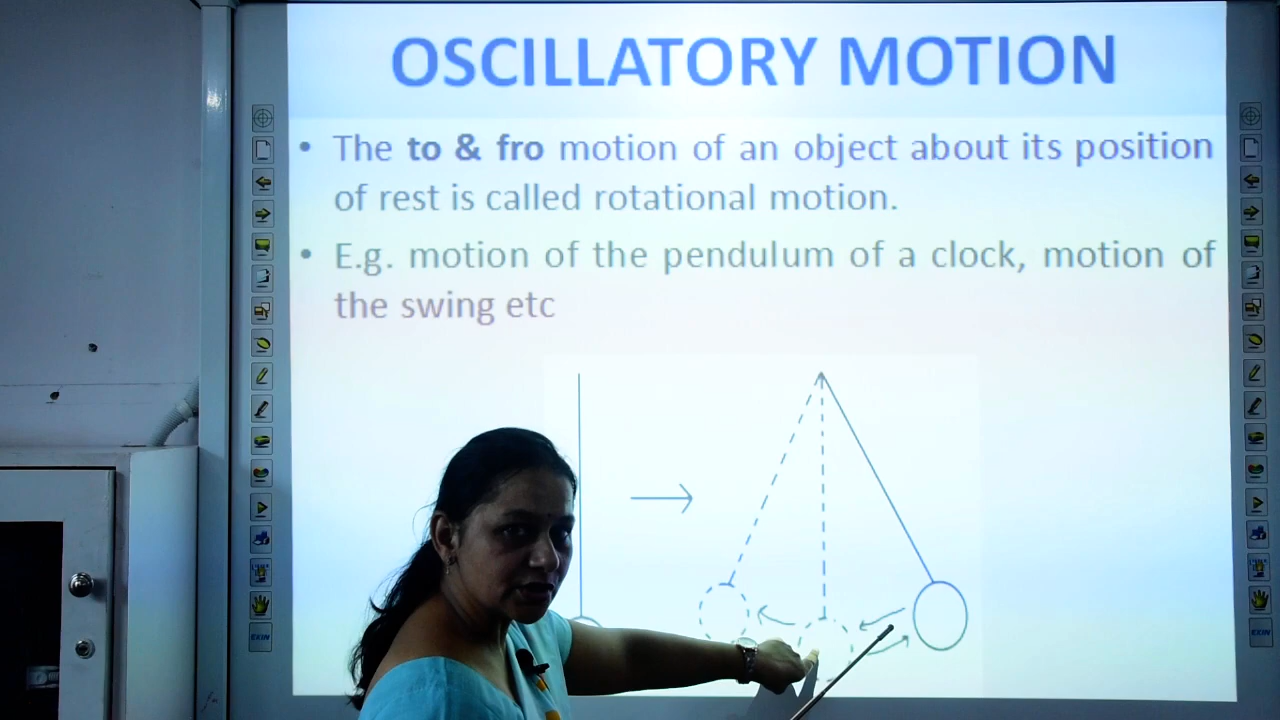 OSCILLATORY MOTION
• The to & fro motion of an object about its position
of rest is called rotational motion.
• E.g. motion of the pendulum of a clock, motion of
the swing etc